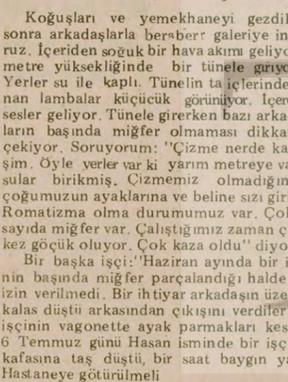 Koğuşları ve yemekhaneyi gezdi
sonra arkadaşlarla beraber galeriye in
ruz. İçeriden soğuk bir hava akımı geliyo
metre yüksekliğinde bir tünele giriyo
Yerler su ile kaplı. Tünelin ta içlerinde
nan lambalar küçücük görünüyor. İçer
sesler geliyor. Tünele girerken bazı arka
ların başında miğfer olmaması dikka
çekiyor. Soruyorum: "Çizme nerde ka
şim. Öyle yerler var ki yarım metreye va
sular birikmiş. Çizmemiz olmadığın
çoğumuzun ayaklarına ve beline sızı gir
Romatizma olma durumumuz var. Ço
sayıda miğfer var. Çalıştığımız zaman ç
kez göçük oluyor. Çok kaza oldu" diyo
Bir başka işçi:"Haziran ayında bir i
nin başında miğfer parçalandığı halde
izin verilmedi. Bir ihtiyar arkadaşın üze
kalas düştü arkasından çıkışını verdiler
işçinin vagonette ayak parmakları kes
6 Temmuz günü Hasan isminde bir işç
kafasına taş düştü, bir saat baygın ya
Hastaneye götürülmeli